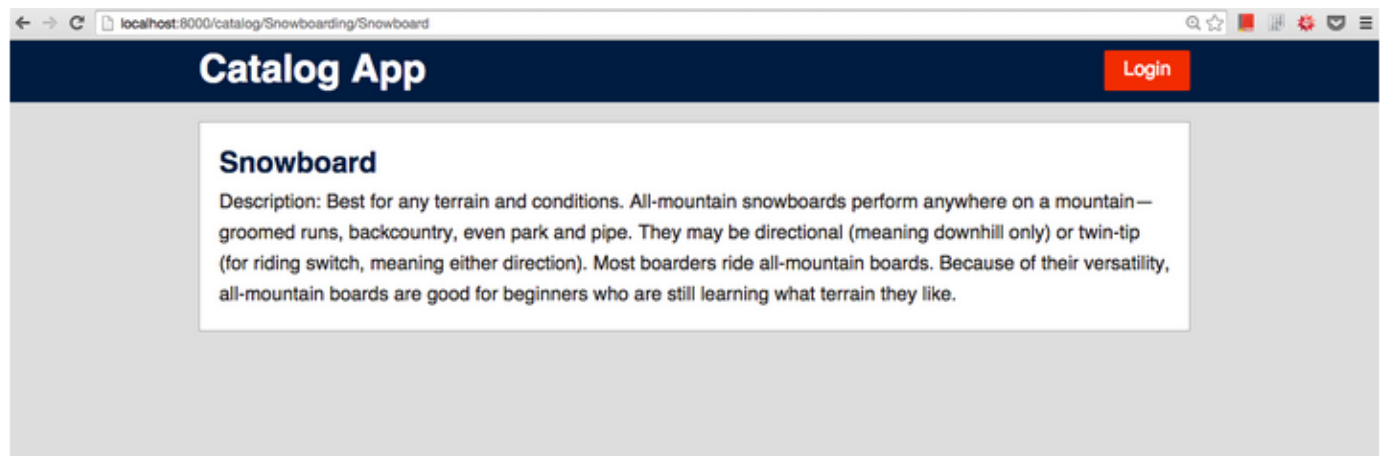 localhost:8000/catalog/Snowboarding/Snowboard
Catalog App
Login
Snowboard
Description: Best for any terrain and conditions. All-mountain snowboards perform anywhere on a mountain—
groomed runs, backcountry, even park and pipe. They may be directional (meaning downhill only) or twin-tip
(for riding switch, meaning either direction). Most boarders ride all-mountain boards. Because of their versatility,
all-mountain boards are good for beginners who are still learning what terrain they like.